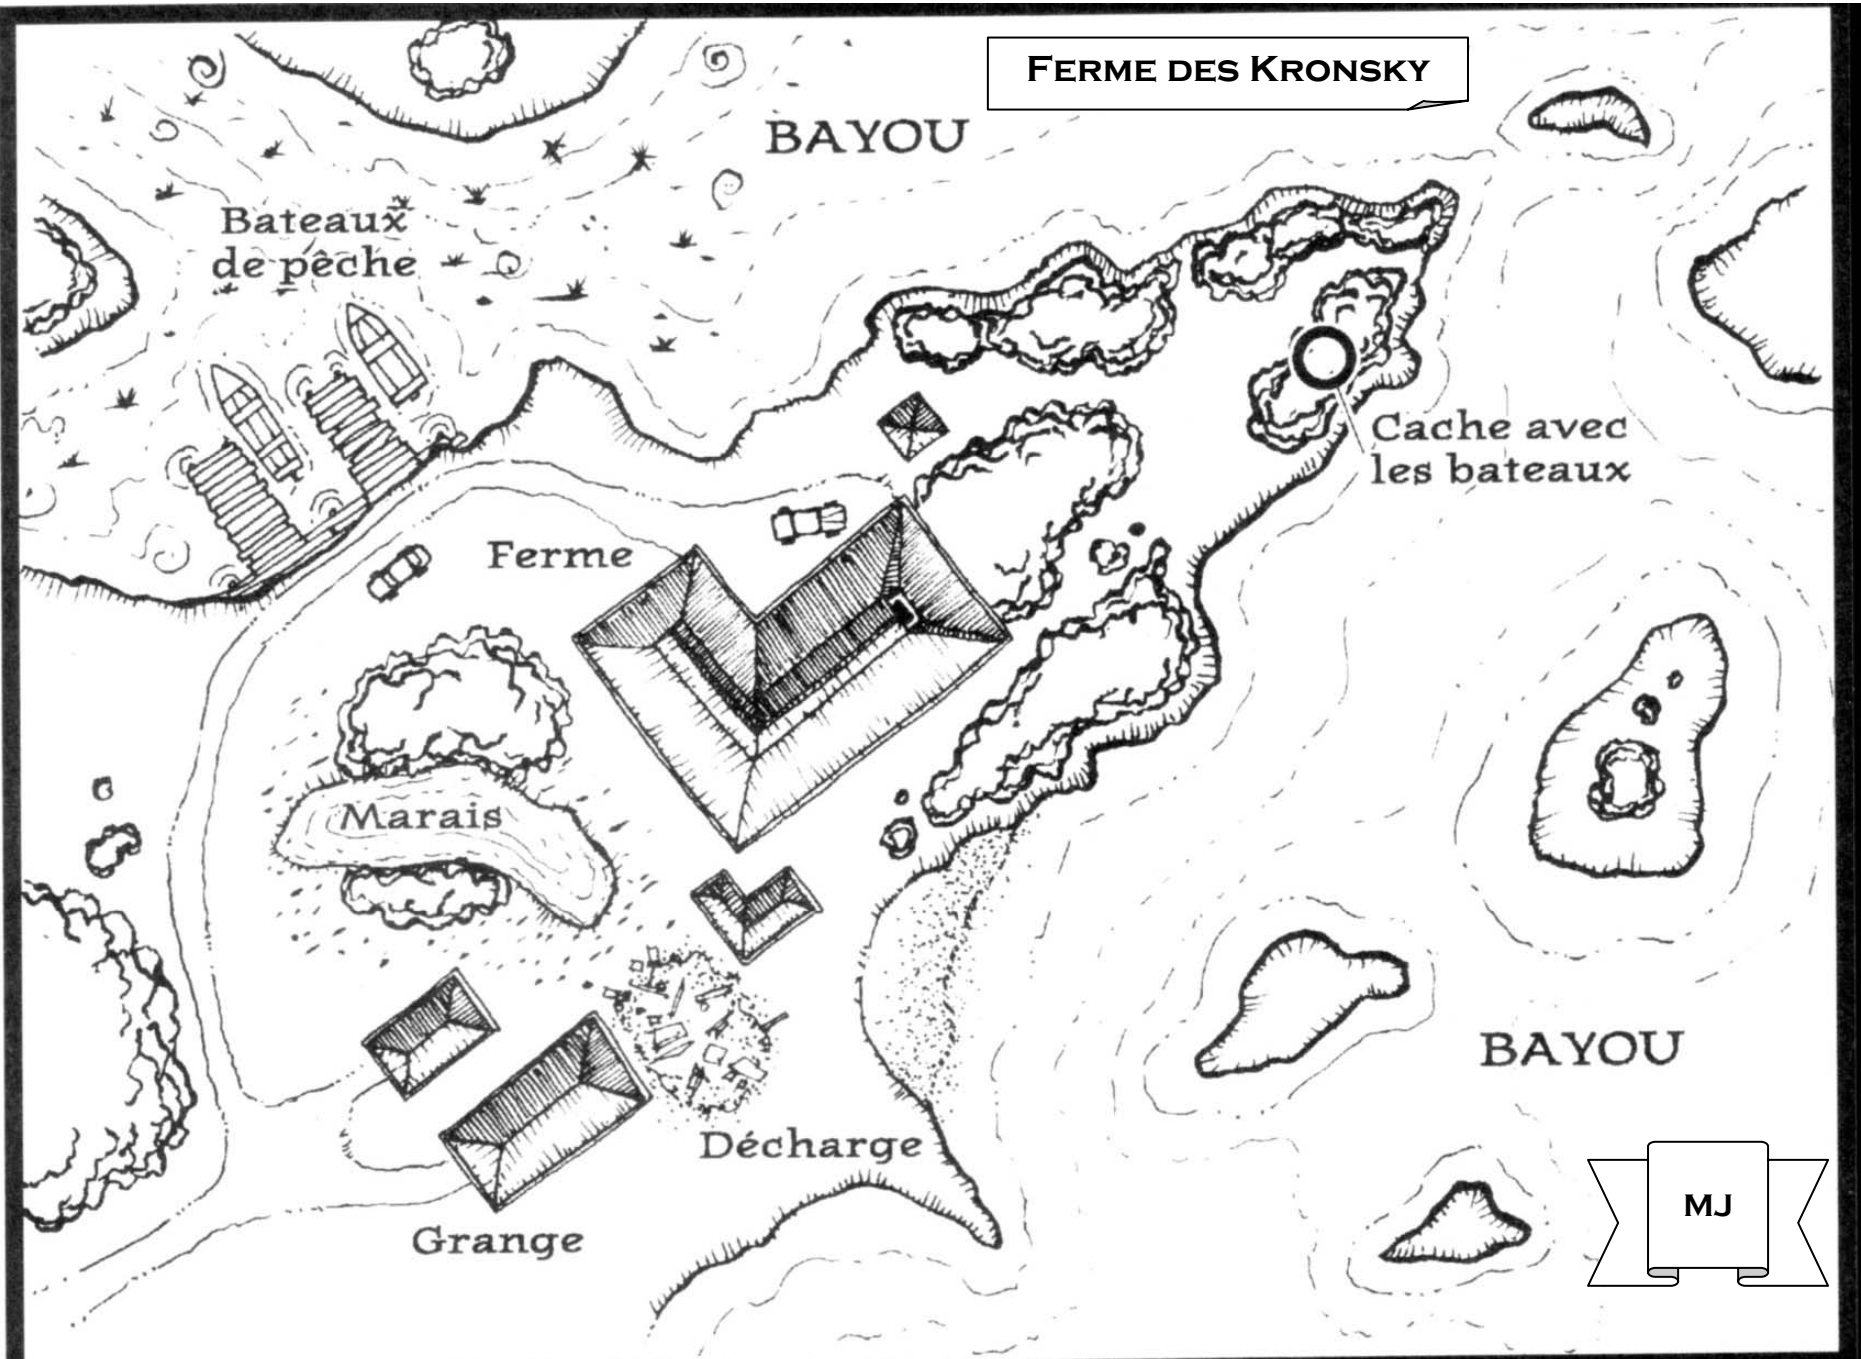 FERME DES KRONSKY
BAYOU
Bateaux
de pêche
Cache avec
les bateaux
Ferme
Marais
BAYOU
Décharge
MJ
Grange